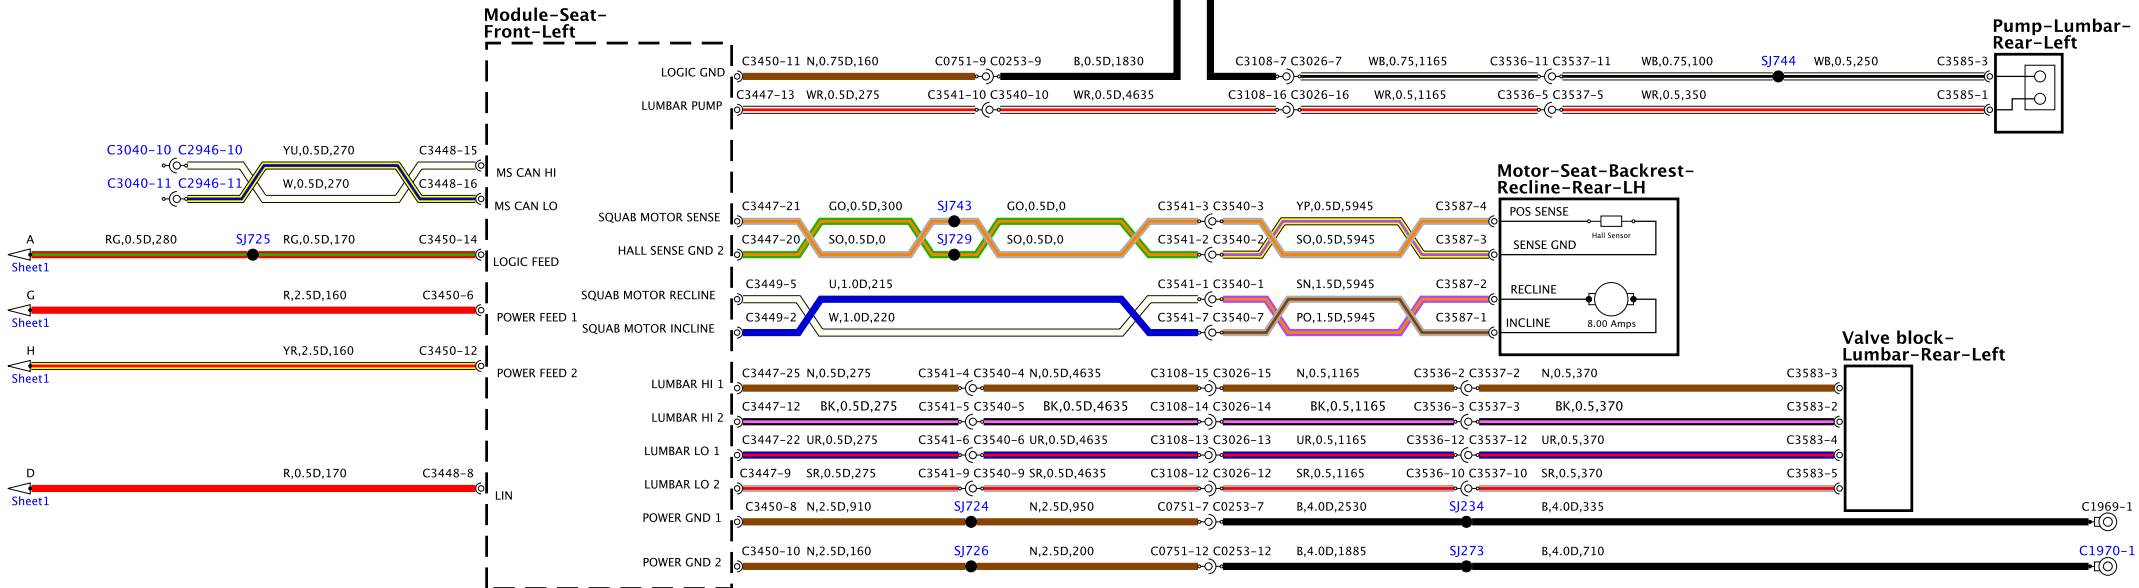 Module-Seat-
Front-Left
Pump-Lumbar-
Rear-Left
LOGIC GND
C3450-11 N,0.75D,160 C0751-9 C0253-9 B,0.5D,1830 C3108-7 C3026-7 WB,0.75,1165 C3536-11 C3537-11 WB,0.75,100 SJ744 WB,0.5,250 C3585-3
LUMBAR PUMP
C3447-13 WR,0.5D,275 C3541-10 C3540-10 WR,0.5D,4635 C3108-16 C3026-16 WR,0.5,1165 C3536-5 C3537-5 WR,0.5,350 C3585-1
C3040-10 C2946-10 YU,0.5D,270 C3448-15
MS CAN HI
C3040-11 C2946-11 W,0.5D,270 C3448-16
MS CAN LO
Motor-Seat-Backrest-
Recline-Rear-LH
SQUAB MOTOR SENSE
C3447-21 GO,0.5D,300 SJ743 GO,0.5D,0 C3541-3 C3540-3 YP,0.5D,5945 C3587-4
POS SENSE
Hall Sensor
HALL SENSE GND 2
C3447-20 SO,0.5D,0 SJ729 SO,0.5D,0 C3541-2 C3540-2 SO,0.5D,5945 C3587-3
SENSE GND
A RG,0.5D,280 SJ725 RG,0.5D,170 C3450-14
Sheet1
LOGIC FEED
SQUAB MOTOR RECLINE
C3449-5 U,1.0D,215 C3541-1 C3540-1 SN,1.5D,5945 C3587-2
RECLINE
G R,2.5D,160 C3450-6
Sheet1
POWER FEED 1
SQUAB MOTOR INCLINE
C3449-2 W,1.0D,220 C3541-7 C3540-7 PO,1.5D,5945 C3587-1
INCLINE
8.00 Amps
Valve block-
Lumbar-Rear-Left
H YR,2.5D,160 C3450-12
Sheet1
POWER FEED 2
LUMBAR HI 1
C3447-25 N,0.5D,275 C3541-4 C3540-4 N,0.5D,4635 C3108-15 C3026-15 N,0.5,1165 C3536-2 C3537-2 N,0.5,370 C3583-3
LUMBAR HI 2
C3447-12 BK,0.5D,275 C3541-5 C3540-5 BK,0.5D,4635 C3108-14 C3026-14 BK,0.5,1165 C3536-3 C3537-3 BK,0.5,370 C3583-2
LUMBAR LO 1
C3447-22 UR,0.5D,275 C3541-6 C3540-6 UR,0.5D,4635 C3108-13 C3026-13 UR,0.5,1165 C3536-12 C3537-12 UR,0.5,370 C3583-4
D R,0.5D,170 C3448-8
Sheet1
LIN
LUMBAR LO 2
C3447-9 SR,0.5D,275 C3541-9 C3540-9 SR,0.5D,4635 C3108-12 C3026-12 SR,0.5,1165 C3536-10 C3537-10 SR,0.5,370 C3583-5
POWER GND 1
C3450-8 N,2.5D,910 SJ724 N,2.5D,950 C0751-7 C0253-7 B,4.0D,2530 SJ234 B,4.0D,335 C1969-1
POWER GND 2
C3450-10 N,2.5D,160 SJ726 N,2.5D,200 C0751-12 C0253-12 B,4.0D,1885 SJ273 B,4.0D,710 C1970-1